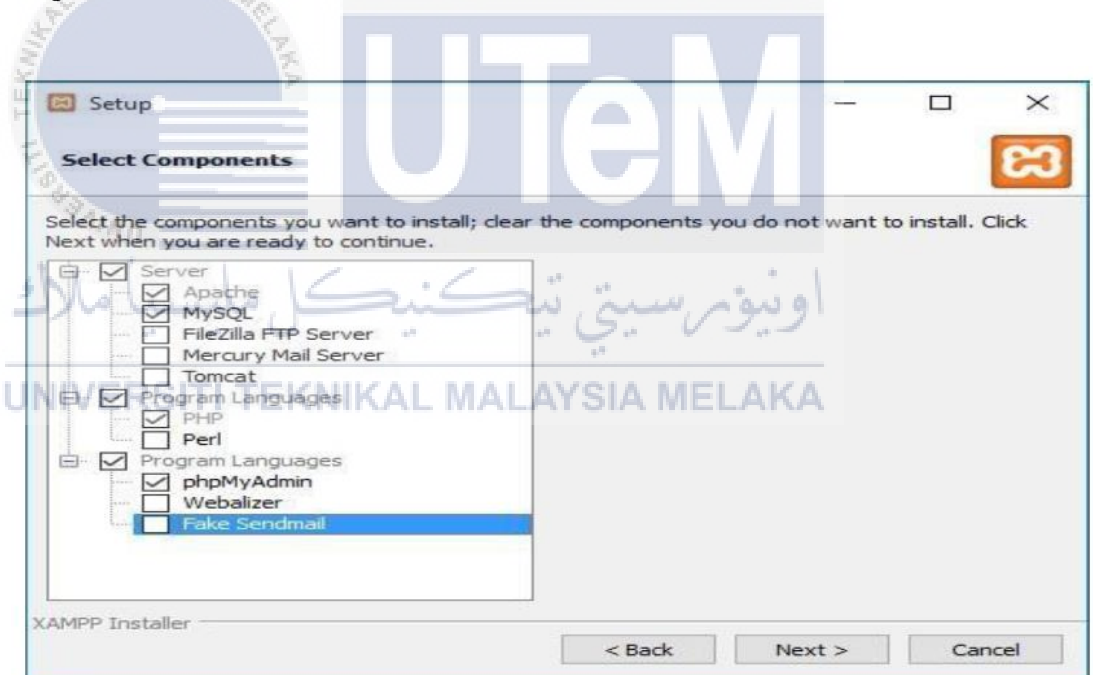 UTeM
Setup
Select Components
Select the components you want to install; clear the components you do not want to install. Click
Next when you are ready to continue.
Server
Apache
MySQL
FileZilla FTP Server
Mercury Mail Server
Tomcat
Program Languages
PHP
Perl
Program Languages
phpMyAdmin
Webalizer
Fake Sendmail
اونيۏرسيتي تيكنيكل مليسيا ملاك
UNIVERSITI TEKNIKAL MALAYSIA MELAKA
XAMPP Installer
< Back
Next >
Cancel